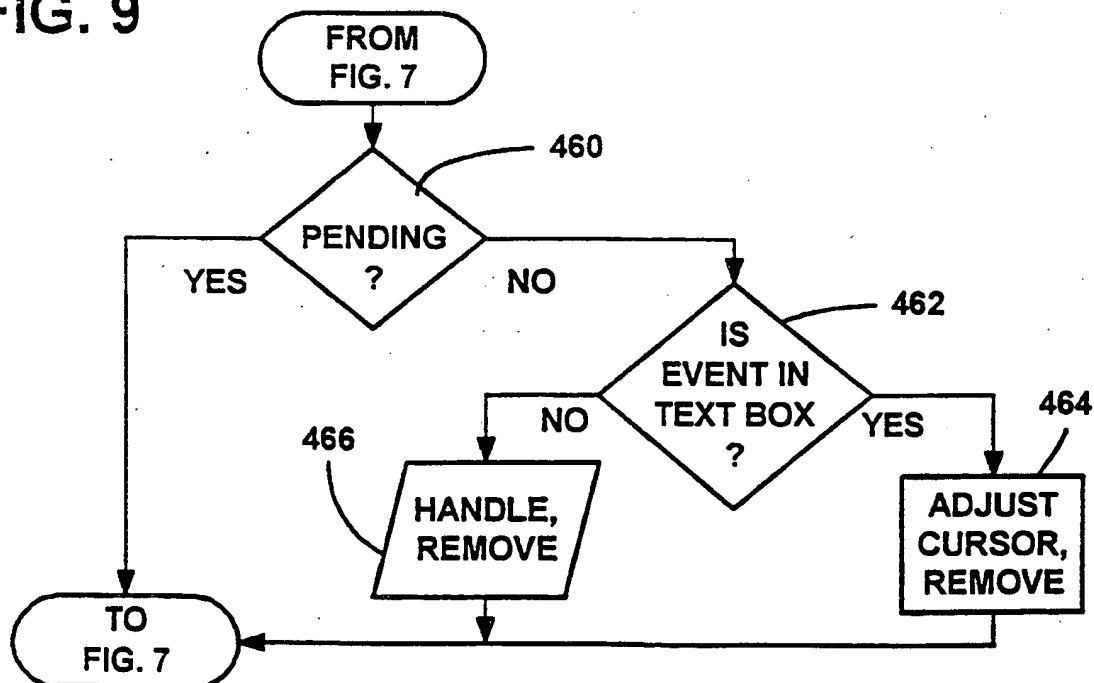 FIG. 9
FROM
FIG. 7
460
PENDING
?
YES
NO
462
IS
EVENT IN
TEXT BOX
?
NO
YES
464
466
HANDLE,
REMOVE
ADJUST
CURSOR,
REMOVE
TO
FIG. 7